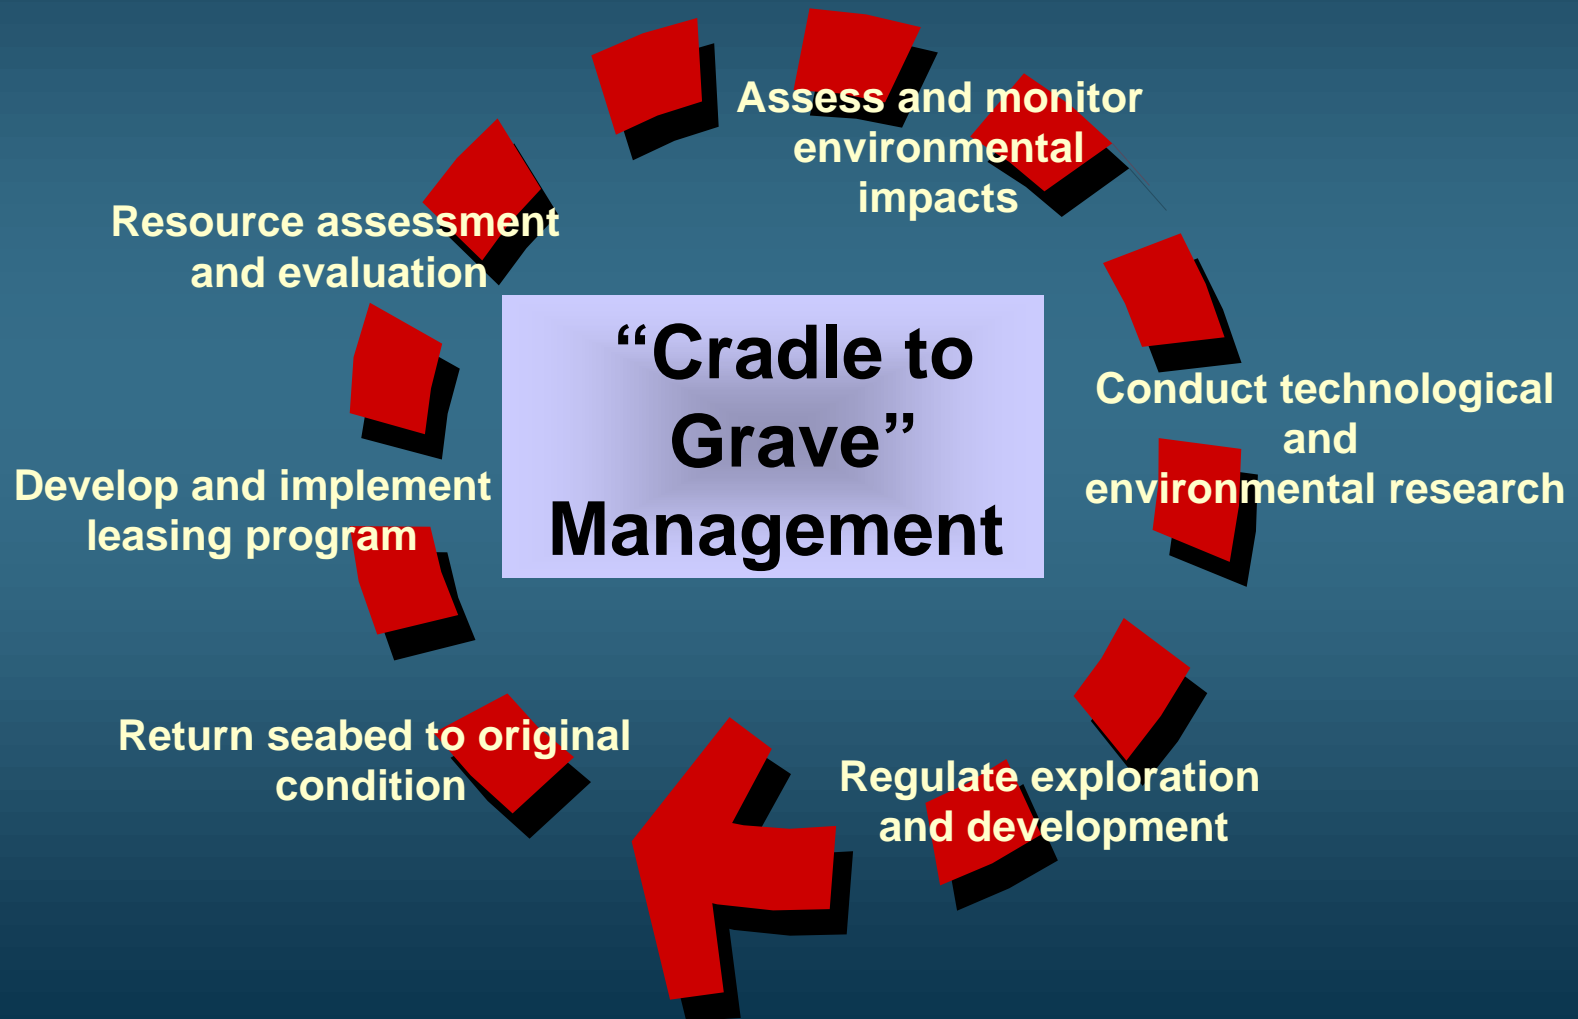 Assess and monitor
environmental
impacts
Resource assessment
and evaluation
“Cradle to
Grave”
Management
Conduct technological
and
environmental research
Develop and implement
leasing program
Return seabed to original
condition
Regulate exploration
and development